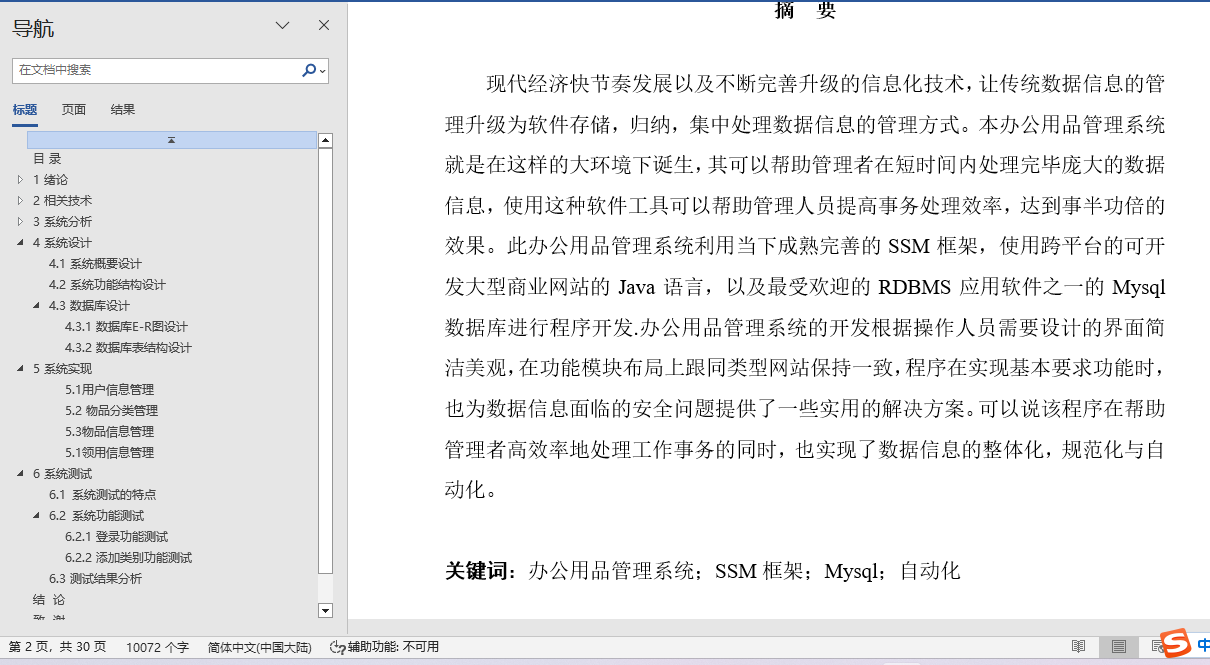 导航
在文档中搜索
标题 页面 结果
目 录
1 绪论
2 相关技术
3 系统分析
4 系统设计
4.1 系统概要设计
4.2 系统功能结构设计
4.3 数据库设计
4.3.1 数据库E-R图设计
4.3.2 数据库表结构设计
5 系统实现
5.1用户信息管理
5.2 物品分类管理
5.3物品信息管理
5.1领用信息管理
6 系统测试
6.1 系统测试的特点
6.2 系统功能测试
6.2.1 登录功能测试
6.2.2 添加类别功能测试
6.3 测试结果分析
结 论
致 谢
摘 要
现代经济快节奏发展以及不断完善升级的信息化技术，让传统数据信息的管
理升级为软件存储，归纳，集中处理数据信息的管理方式。本办公用品管理系统
就是在这样的大环境下诞生，其可以帮助管理者在短时间内处理完毕庞大的数据
信息，使用这种软件工具可以帮助管理人员提高事务处理效率，达到事半功倍的
效果。此办公用品管理系统利用当下成熟完善的 SSM 框架，使用跨平台的可开
发大型商业网站的 Java 语言，以及最受欢迎的 RDBMS 应用软件之一的 Mysql
数据库进行程序开发.办公用品管理系统的开发根据操作人员需要设计的界面简
洁美观，在功能模块布局上跟同类型网站保持一致，程序在实现基本要求功能时，
也为数据信息面临的安全问题提供了一些实用的解决方案。可以说该程序在帮助
管理者高效率地处理工作事务的同时，也实现了数据信息的整体化，规范化与自
动化。
关键词：办公用品管理系统；SSM 框架；Mysql；自动化
第 2 页，共 30 页 10072 个字 简体中文(中国大陆) 辅助功能: 不可用
S 中